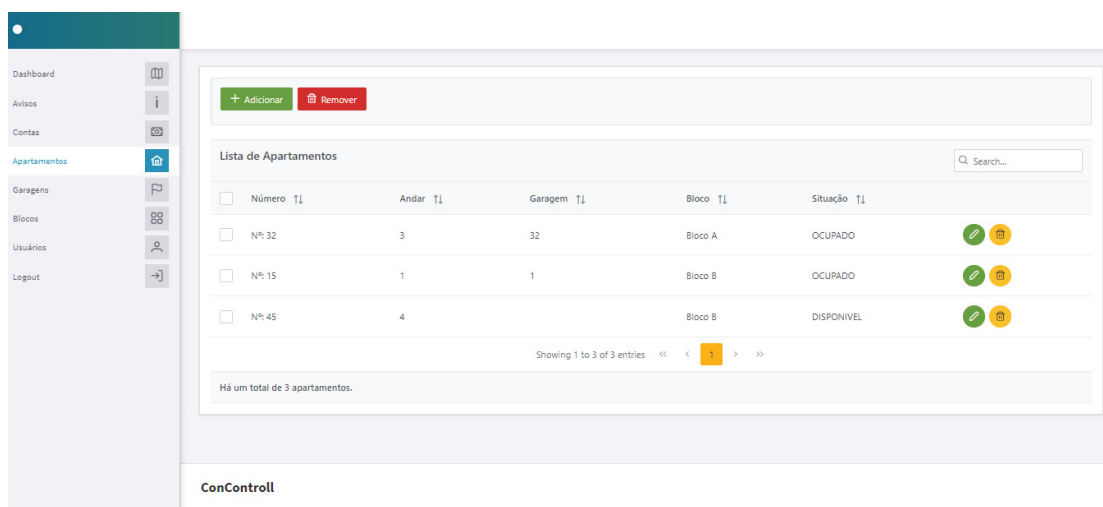 Dashboard
Avisos
Contas
Apartamentos
Garagens
Blocos
Usuários
Logout
Adicionar Remover
Lista de Apartamentos Search...
Número Andar Garagem Bloco Situação
Nº: 32 3 32 Bloco A OCUPADO
Nº: 15 1 1 Bloco B OCUPADO
Nº: 45 4 Bloco B DISPONIVEL
Showing 1 to 3 of 3 entries << < 1 > >>
Há um total de 3 apartamentos.
ConControll